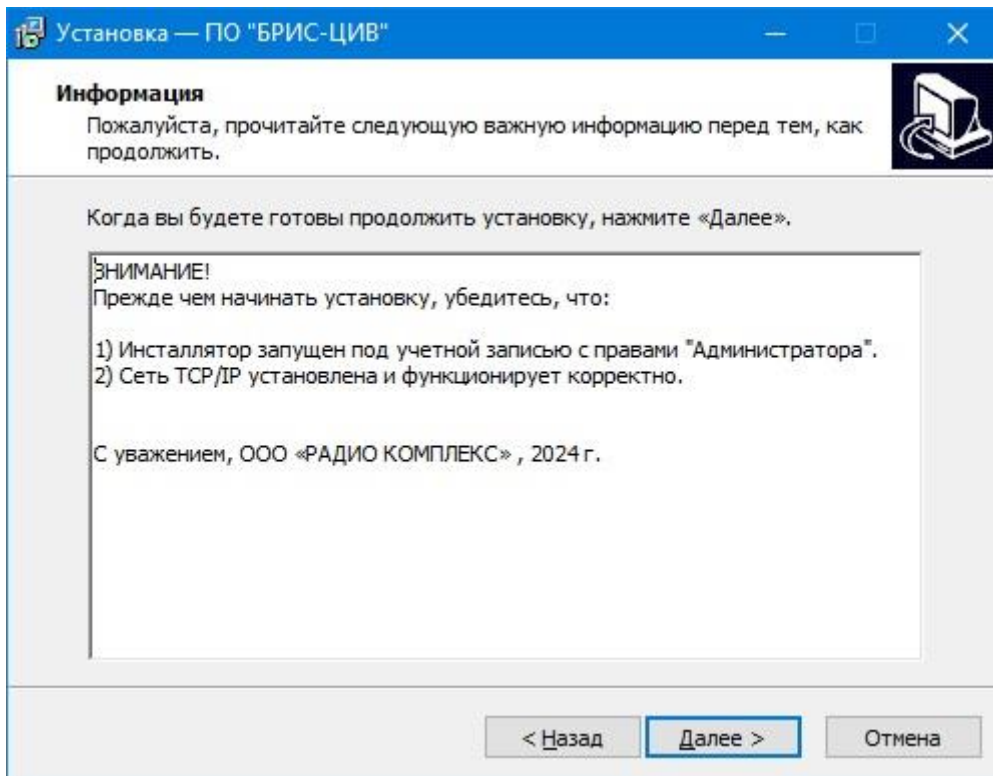 Установка — ПО "БРИС-ЦИВ"
Информация
Пожалуйста, прочитайте следующую важную информацию перед тем, как
продолжить.
Когда вы будете готовы продолжить установку, нажмите «Далее».
ВНИМАНИЕ!
Прежде чем начинать установку, убедитесь, что:
1) Инсталлятор запущен под учетной записью с правами "Администратора".
2) Сеть TCP/IP установлена и функционирует корректно.
С уважением, ООО «РАДИО КОМПЛЕКС» , 2024 г.
< Назад Далее > Отмена